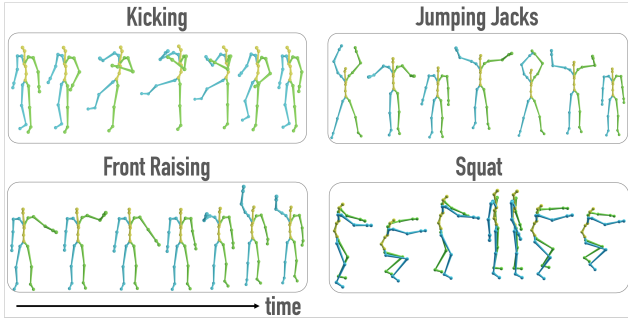 Kicking
Jumping Jacks
Front Raising
Squat
time